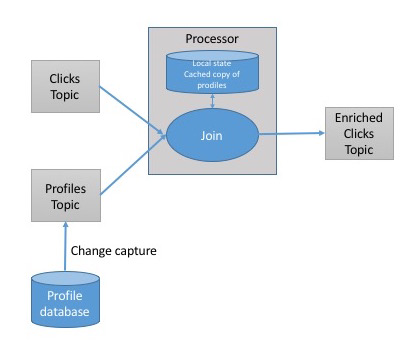 Processor
Local state
Cached copy of
prodiles
Clicks
Topic
Join
Enriched
Clicks
Topic
Profiles
Topic
Change capture
Profile
database